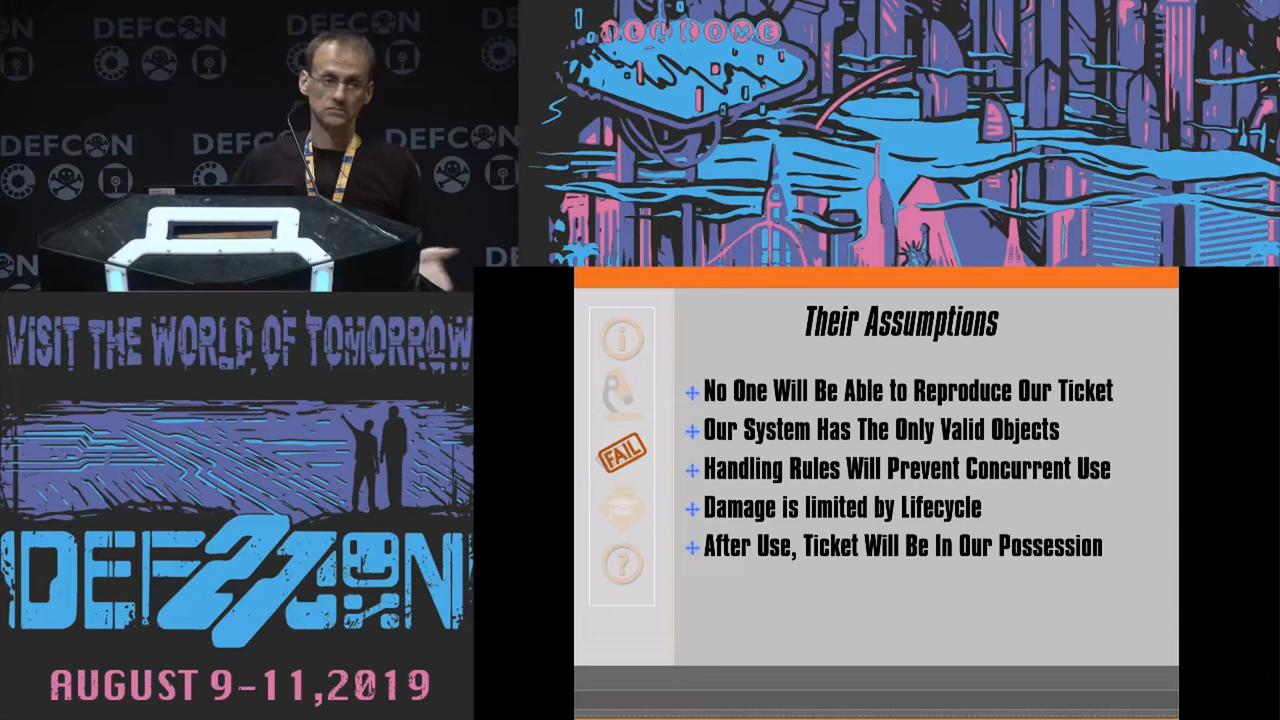 DEFCON
DEFCON
DEFCON
DEFCON
DEFCON
WELCOME
VISIT THE WORLD OF TOMORROW
DEFCON
27
AUGUST 9-11,2019
Their Assumptions
i
No One Will Be Able to Reproduce Our Ticket
Our System Has The Only Valid Objects
FAIL
Handling Rules Will Prevent Concurrent Use
Damage is limited by Lifecycle
After Use, Ticket Will Be In Our Possession
?